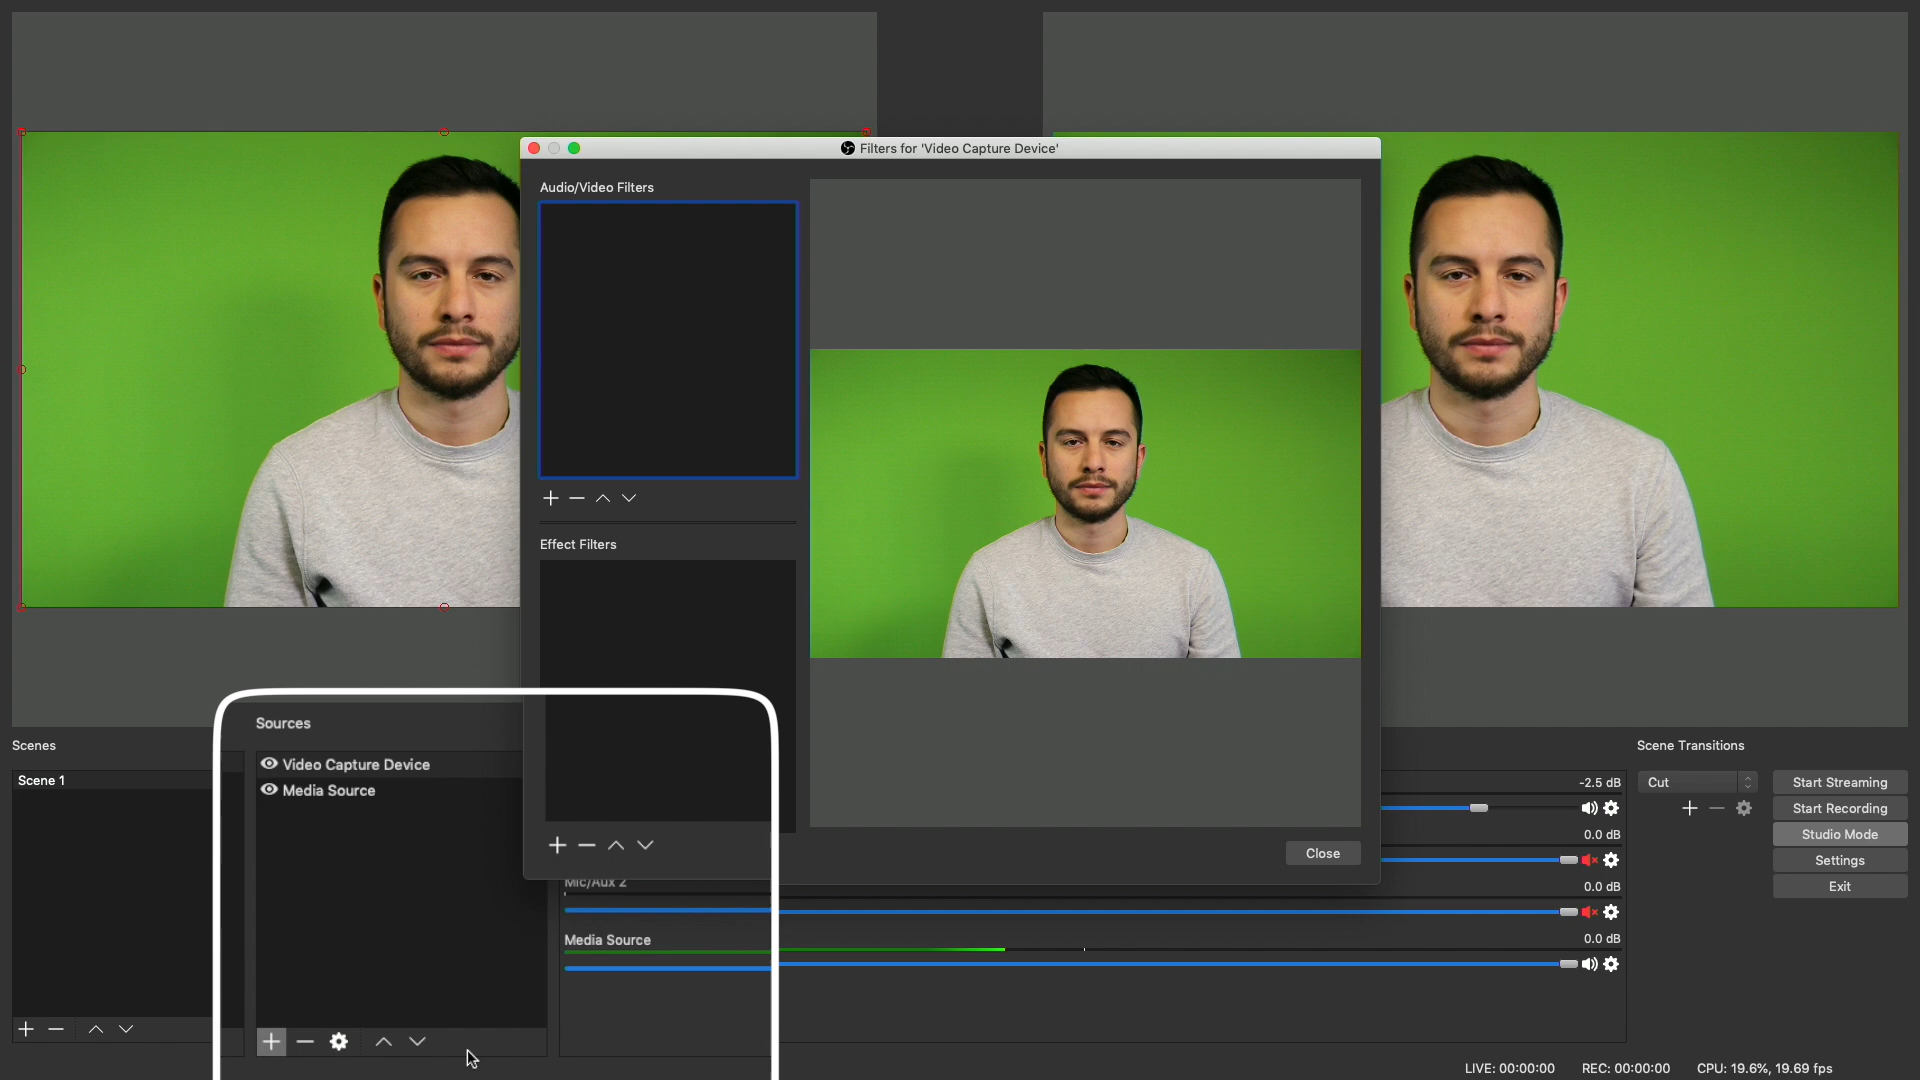 Filters for 'Video Capture Device'
Audio/Video Filters
Effect Filters
Close
Scenes
Scene 1
Sources
Video Capture Device
Media Source
Mic/Aux 2
Media Source
-2.5 dB
0.0 dB
0.0 dB
0.0 dB
Scene Transitions
Cut
Start Streaming
Start Recording
Studio Mode
Settings
Exit
LIVE: 00:00:00 REC: 00:00:00 CPU: 19.6%, 19.69 fps